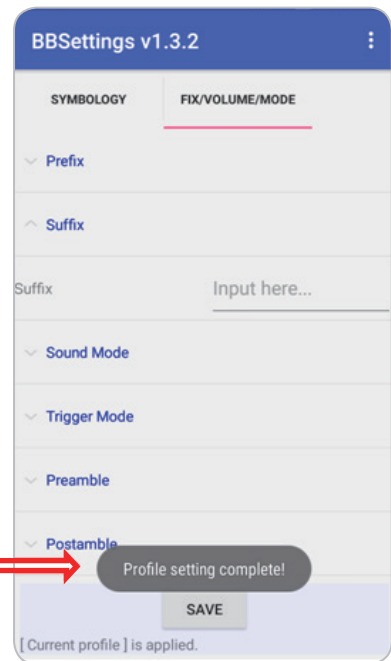 BBSettings v1.3.2
SYMBOLOGY FIX/VOLUME/MODE
Prefix
Suffix
Suffix Input here...
Sound Mode
Trigger Mode
Preamble
Postamble
Profile setting complete!
SAVE
[ Current profile ] is applied.